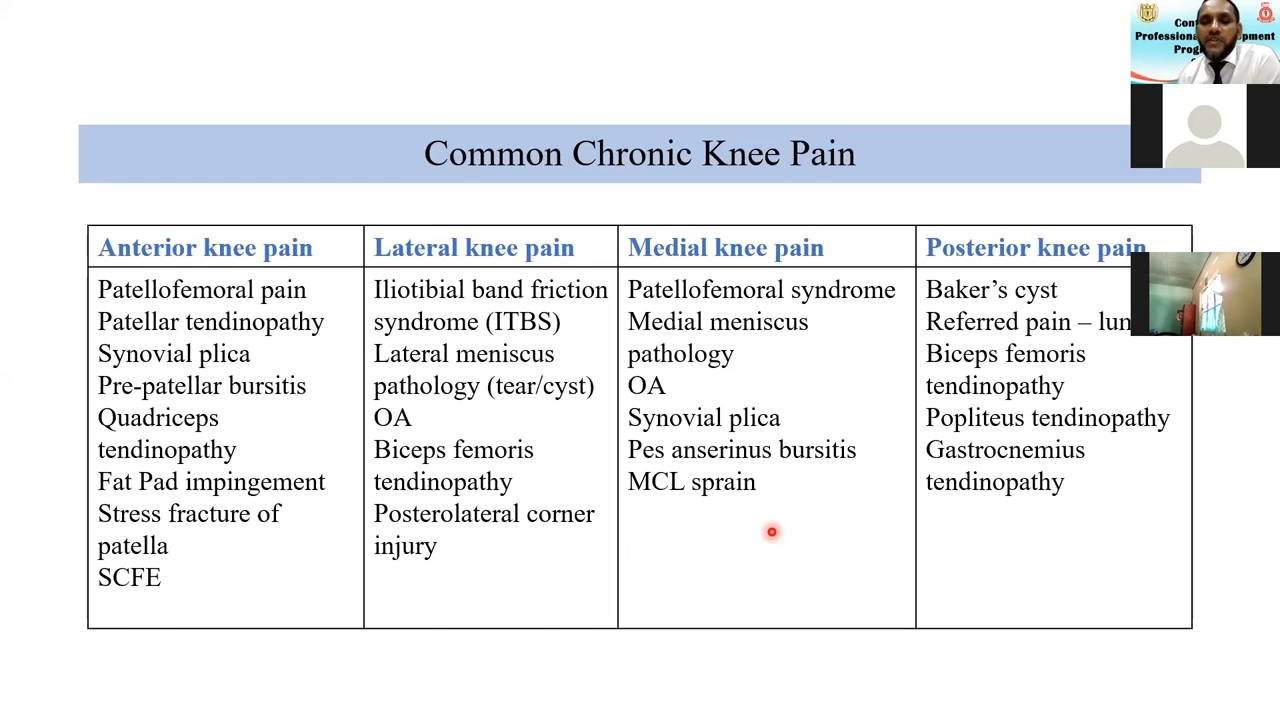 Common Chronic Knee Pain
Anterior knee pain
Patellofemoral pain
Patellar tendinopathy
Synovial plica
Pre-patellar bursitis
Quadriceps
tendinopathy
Fat Pad impingement
Stress fracture of
patella
SCFE
Lateral knee pain
Iliotibial band friction
syndrome (ITBS)
Lateral meniscus
pathology (tear/cyst)
OA
Biceps femoris
tendinopathy
Posterolateral corner
injury
Medial knee pain
Patellofemoral syndrome
Medial meniscus
pathology
OA
Synovial plica
Pes anserinus bursitis
MCL sprain
Posterior knee pain
Baker’s cyst
Referred pain –
Biceps femoris
tendinopathy
Popliteus tendinopathy
Gastrocnemius
tendinopathy
Professional